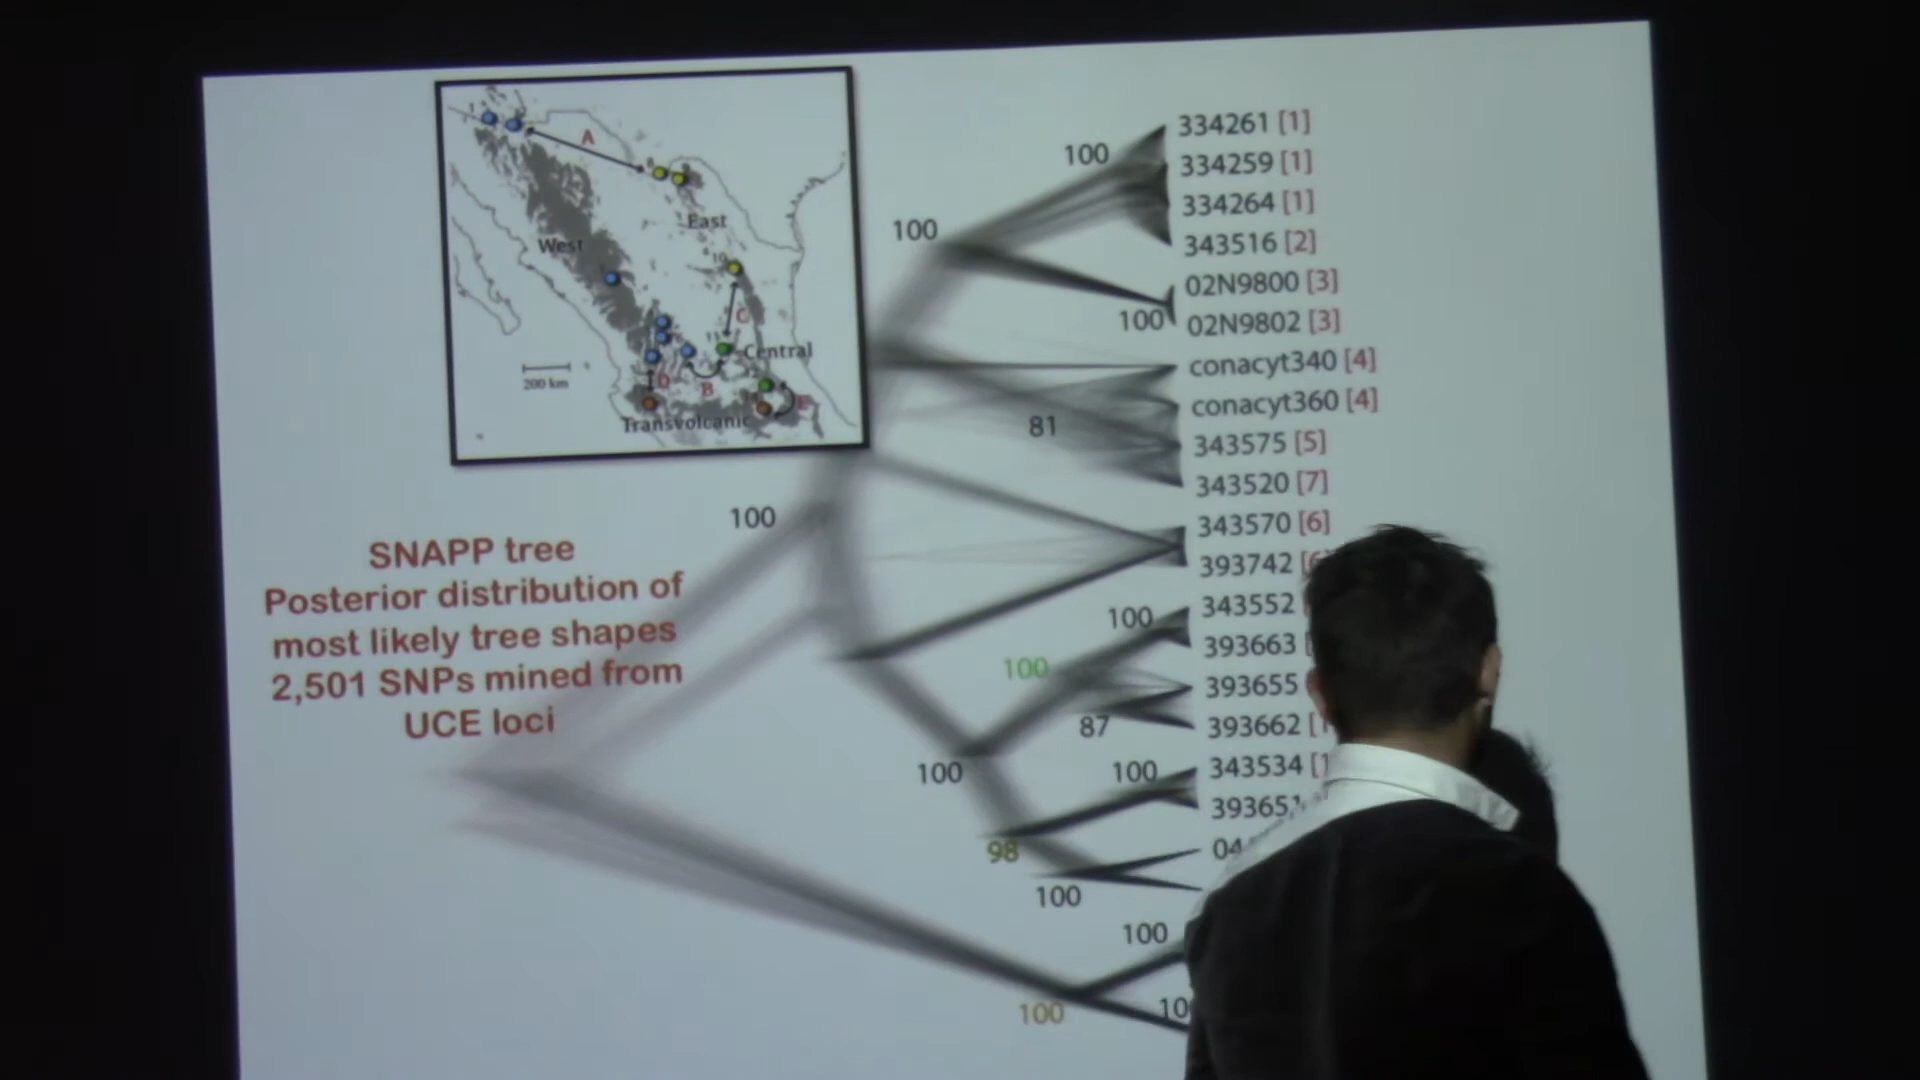 A
East
West
10
C
11
Central
200 km
D
B
E
Transvolcanic
SNAPP tree
Posterior distribution of
most likely tree shapes
2,501 SNPs mined from
UCE loci
100
334261 [1]
334259 [1]
334264 [1]
100
343516 [2]
02N9800 [3]
100
02N9802 [3]
conacyt340 [4]
conacyt360 [4]
81
343575 [5]
343520 [7]
100
343570 [6]
393742
100
343552
393663
100
393655
87
393662
100
100
343534
98
100
100
100